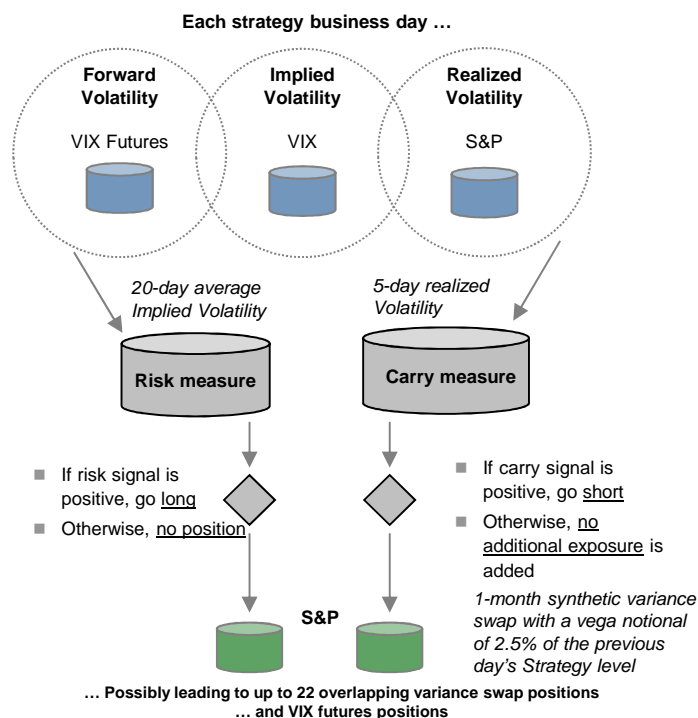 Each strategy business day …
Forward
Volatility
VIX Futures
Implied
Volatility
VIX
Realized
Volatility
S&P
20-day average
Implied Volatility
5-day realized
Volatility
Risk measure
Carry measure
If risk signal is
positive, go long
Otherwise, no position
If carry signal is
positive, go short
Otherwise, no
additional exposure is
added
1-month synthetic variance
swap with a vega notional
of 2.5% of the previous
day's Strategy level
S&P
… Possibly leading to up to 22 overlapping variance swap positions
… and VIX futures positions